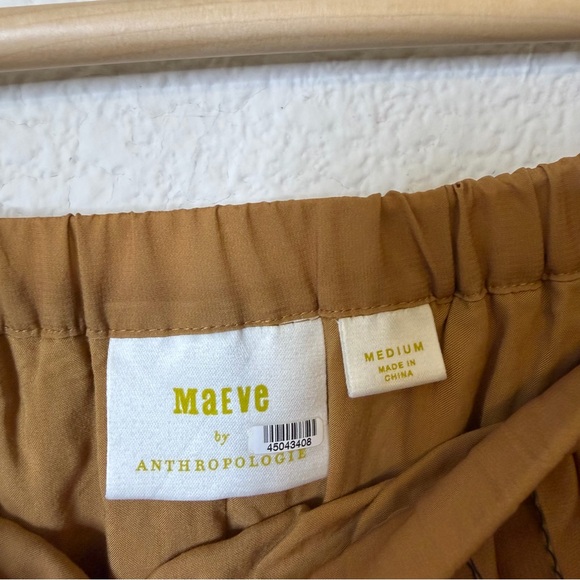 MaEve
by
45043408
ANTHROPOLOGIE
MEDIUM
MADE IN
CHINA